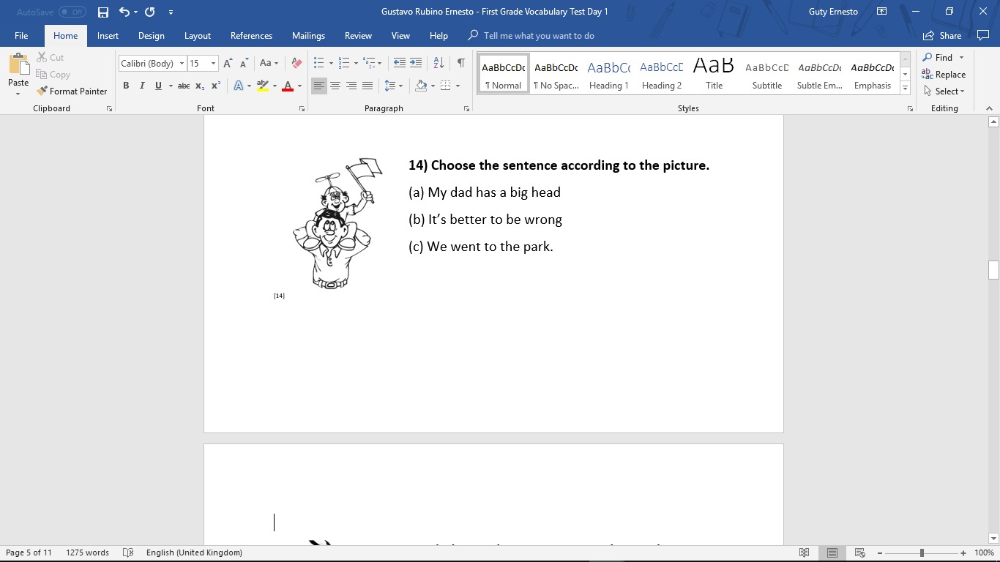 AutoSave Off
Gustavo Rubino Ernesto - First Grade Vocabulary Test Day 1
Guty Ernesto
File Home Insert Design Layout References Mailings Review View Help Tell me what you want to do Share
Paste
Cut
Copy
Format Painter
Clipboard
Calibri (Body) 15
Font
Paragraph
AaBbCcDc AaBbCcDc AaBbC AaBbCcD AaB AaBbCcD AaBbCcDc AaBbCcDc
¶ Normal ¶ No Spac... Heading 1 Heading 2 Title Subtitle Subtle Em... Emphasis
Styles
Find
Replace
Select
Editing
14) Choose the sentence according to the picture.
(a) My dad has a big head
(b) It’s better to be wrong
(c) We went to the park.
[14]
Page 5 of 11 1275 words English (United Kingdom) 100%